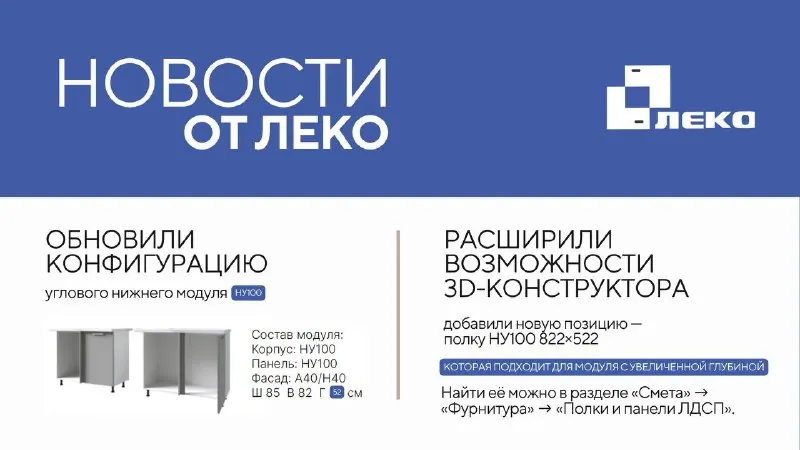 НОВОСТИ
ОТ ЛЕКО
ЛЕКО
ОБНОВИЛИ
КОНФИГУРАЦИЮ
углового нижнего модуля НУ100
Состав модуля:
Корпус: НУ100
Панель: НУ100
Фасад: А40/Н40
Ш 85 В 82 Г 52 см
РАСШИРИЛИ
ВОЗМОЖНОСТИ
3D-КОНСТРУКТОРА
добавили новую позицию —
полку НУ100 822×522
КОТОРАЯ ПОДХОДИТ ДЛЯ МОДУЛЯ С УВЕЛИЧЕННОЙ ГЛУБИНОЙ
Найти её можно в разделе «Смета» →
«Фурнитура» → «Полки и панели ЛДСП».